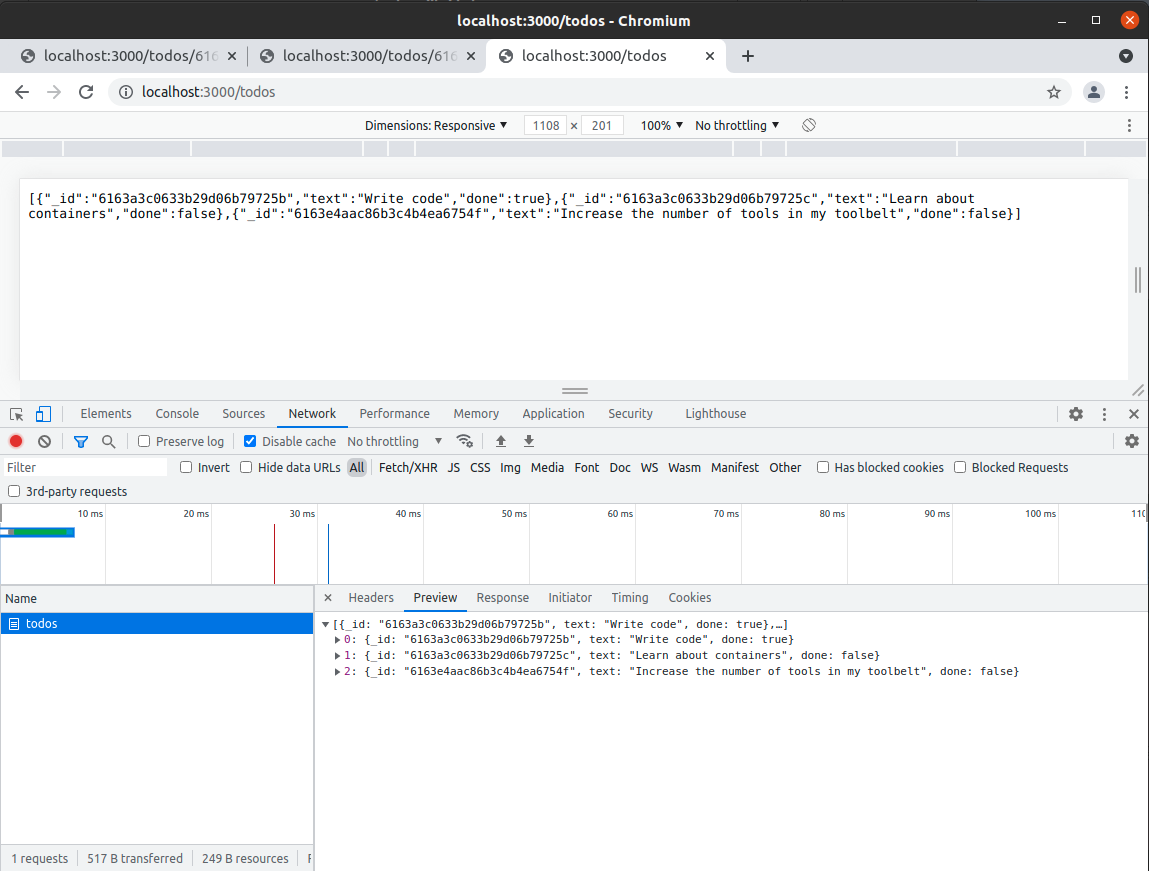 localhost:3000/todos - Chromium
localhost:3000/todos/616 localhost:3000/todos/616 localhost:3000/todos
localhost:3000/todos
Dimensions: Responsive 1108 × 201 100% No throttling
[{"_id":"6163a3c0633b29d06b79725b","text":"Write code","done":true},{"_id":"6163a3c0633b29d06b79725c","text":"Learn about
containers","done":false},{"_id":"6163e4aac86b3c4b4ea6754f","text":"Increase the number of tools in my toolbelt","done":false}]
Elements Console Sources Network Performance Memory Application Security Lighthouse
Preserve log Disable cache No throttling
Filter Invert Hide data URLs All Fetch/XHR JS CSS Img Media Font Doc WS Wasm Manifest Other Has blocked cookies Blocked Requests
3rd-party requests
10 ms 20 ms 30 ms 40 ms 50 ms 60 ms 70 ms 80 ms 90 ms 100 ms 110
Name Headers Preview Response Initiator Timing Cookies
todos [{_id: "6163a3c0633b29d06b79725b", text: "Write code", done: true},…]
0: {_id: "6163a3c0633b29d06b79725b", text: "Write code", done: true}
1: {_id: "6163a3c0633b29d06b79725c", text: "Learn about containers", done: false}
2: {_id: "6163e4aac86b3c4b4ea6754f", text: "Increase the number of tools in my toolbelt", done: false}
1 requests 517 B transferred 249 B resources